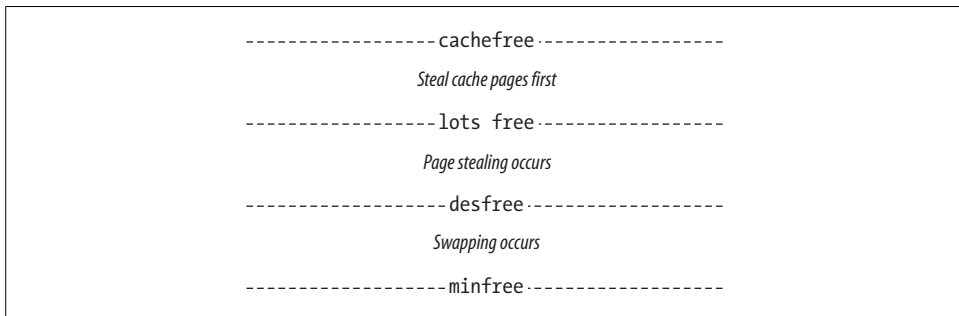 cachefree
Steal cache pages first
lots free
Page stealing occurs
desfree
Swapping occurs
minfree